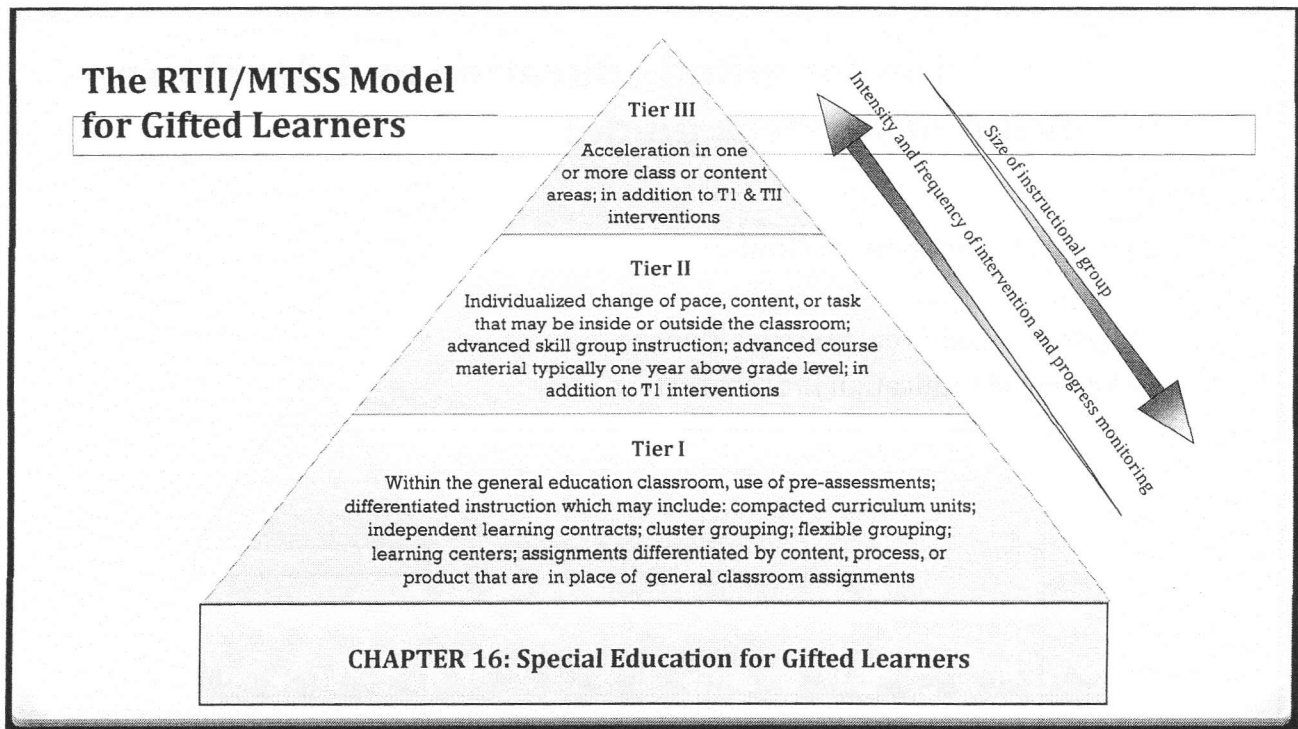 The RTII/MTSS Model
for Gifted Learners
Tier III
Acceleration in one
or more class or content
areas; in addition to T1 & TII
interventions
Tier II
Individualized change of pace, content, or task
that may be inside or outside the classroom;
advanced skill group instruction; advanced course
material typically one year above grade level; in
addition to T1 interventions
Tier I
Within the general education classroom, use of pre-assessments;
differentiated instruction which may include: compacted curriculum units;
independent learning contracts; cluster grouping; flexible grouping;
learning centers; assignments differentiated by content, process, or
product that are in place of general classroom assignments
CHAPTER 16: Special Education for Gifted Learners
Intensity and frequency of intervention and progress monitoring
Size of instructional group